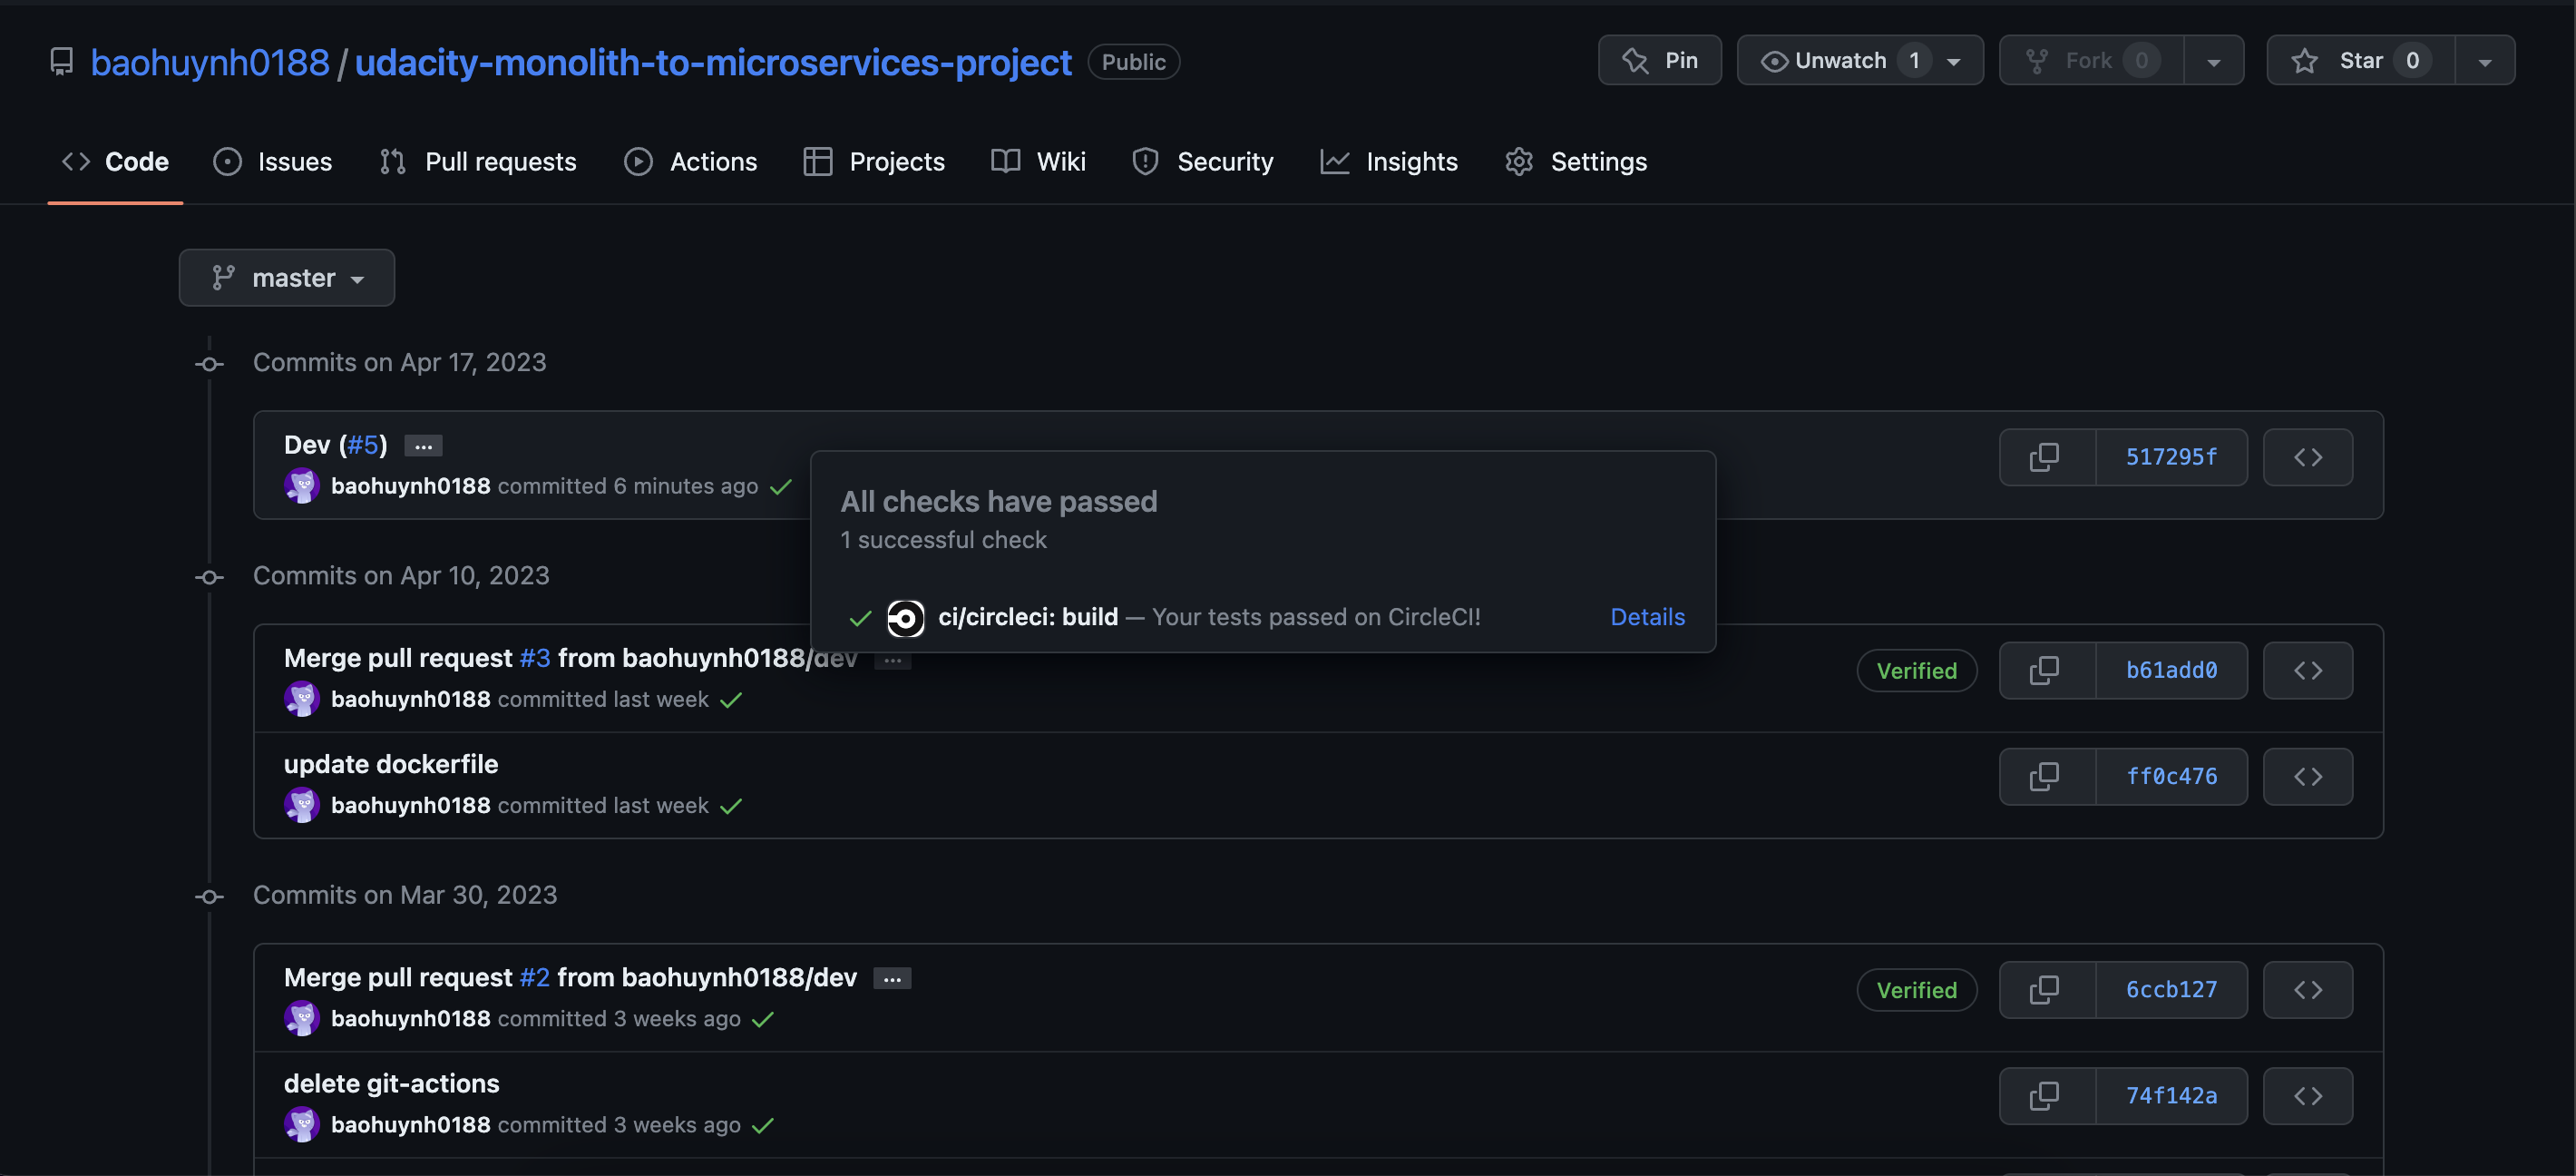 baohuynh0188 / udacity-monolith-to-microservices-project Public Pin Unwatch 1 Fork 0 Star 0
Code Issues Pull requests Actions Projects Wiki Security Insights Settings
master
Commits on Apr 17, 2023
Dev (#5) ...
517295f
baohuynh0188 committed 6 minutes ago
All checks have passed
1 successful check
ci/circleci: build — Your tests passed on CircleCI! Details
Commits on Apr 10, 2023
Merge pull request #3 from baohuynh0188/dev ...
Verified b61add0
baohuynh0188 committed last week
update dockerfile
ff0c476
baohuynh0188 committed last week
Commits on Mar 30, 2023
Merge pull request #2 from baohuynh0188/dev ...
Verified 6ccb127
baohuynh0188 committed 3 weeks ago
delete git-actions
74f142a
baohuynh0188 committed 3 weeks ago